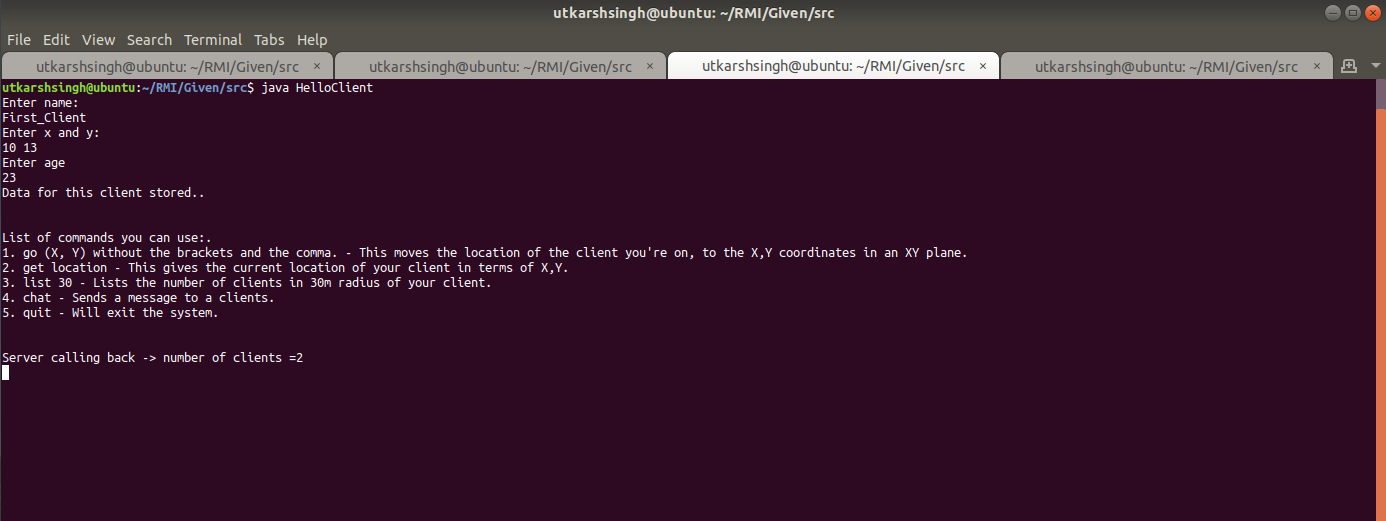 utkarshsingh@ubuntu: ~/RMI/Given/src
File Edit View Search Terminal Tabs Help
utkarshsingh@ubuntu: ~/RMI/Given/src × utkarshsingh@ubuntu: ~/RMI/Given/src × utkarshsingh@ubuntu: ~/RMI/Given/src × utkarshsingh@ubuntu: ~/RMI/Given/src ×
utkarshsingh@ubuntu:~/RMI/Given/src$ java HelloClient
Enter name:
First_Client
Enter x and y:
10 13
Enter age
23
Data for this client stored..
List of commands you can use:.
1. go (X, Y) without the brackets and the comma. - This moves the location of the client you're on, to the X,Y coordinates in an XY plane.
2. get location - This gives the current location of your client in terms of X,Y.
3. list 30 - Lists the number of clients in 30m radius of your client.
4. chat - Sends a message to a clients.
5. quit - Will exit the system.
Server calling back -> number of clients =2